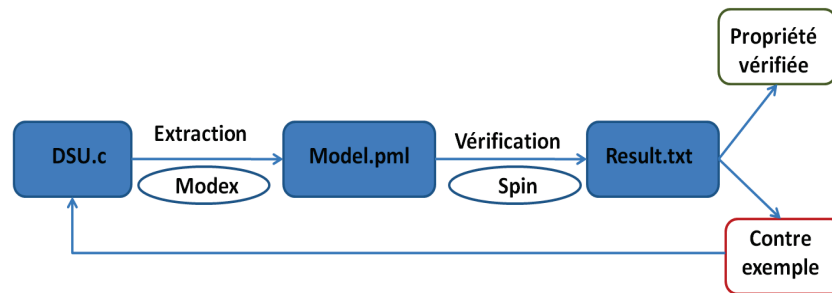 Propriété
vérifiée
DSU.c
Extraction
Modex
Model.pml
Vérification
Spin
Result.txt
Contre
exemple